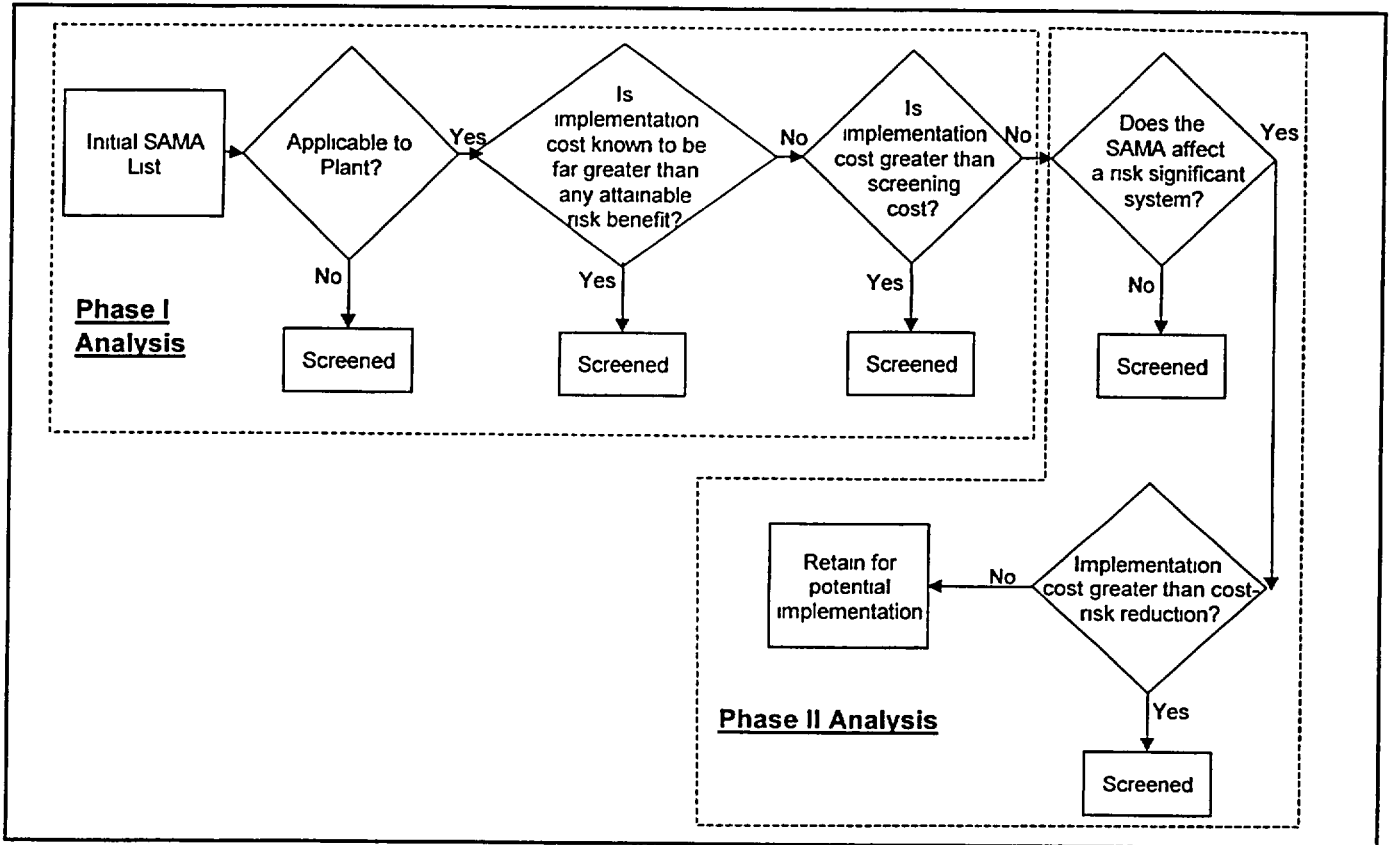 Initial SAMA
List
Applicable to
Plant?
Yes
No
Screened
Is
implementation
cost known to be
far greater than
any attainable
risk benefit?
No
Yes
Screened
Is
implementation
cost greater than
screening
cost?
No
Yes
Screened
Does the
SAMA affect
a risk significant
system?
Yes
No
Screened
Phase I
Analysis
Implementation
cost greater than cost-
risk reduction?
No
Retain for
potential
implementation
Yes
Screened
Phase II Analysis